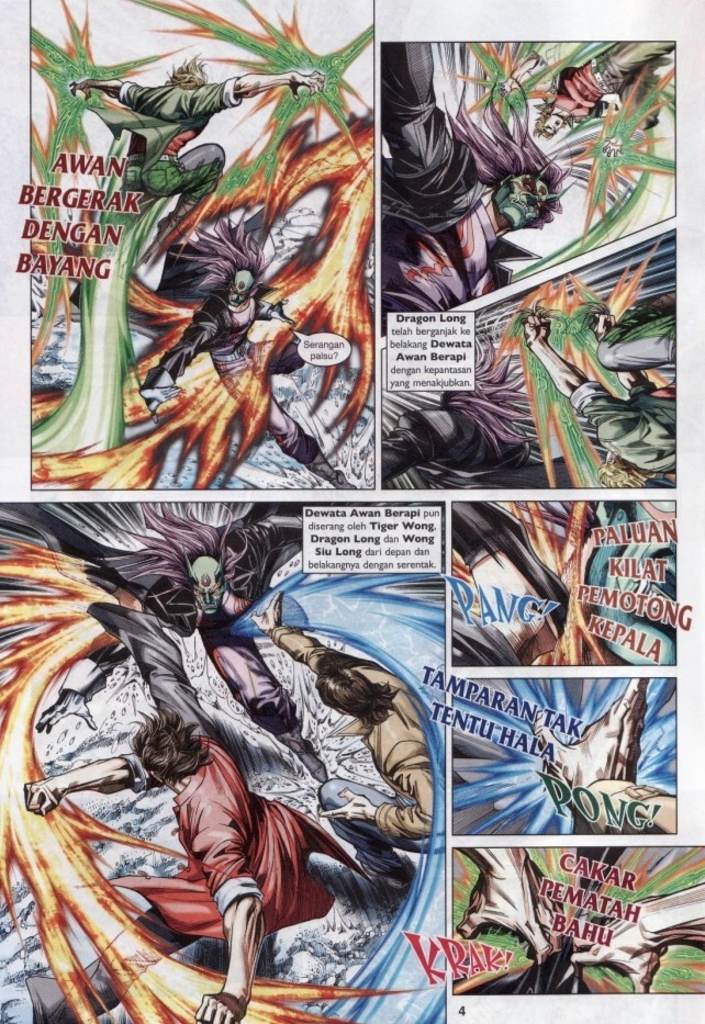 AWAN
BERGERAK
DENGAN
BAYANG
Serangan
palsu?
Dragon Long
telah berganjak ke
belakang Dewata
Awan Berapi
dengan kepantasan
yang menakjubkan.
Dewata Awan Berapi pun
diserang oleh Tiger Wong,
Dragon Long dan Wong
Siu Long dari depan dan
belakangnya dengan serentak.
PALUAN
KILAT
PEMOTONG
KEPALA
PANG!
TAMPARAN TAK
TENTU HALA
PONG!
CAKAR
PEMATAH
BAHU
KRAK!
4